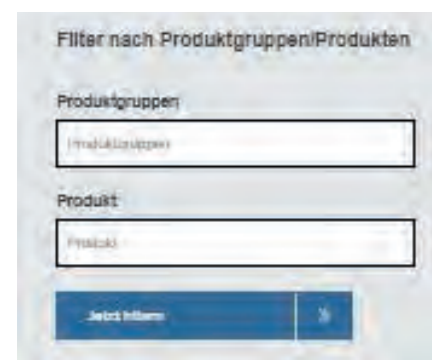 Filter nach Produktgruppen/Produkten
Produktgruppen
Produktgruppen
Produkt
Produkt
Jetzt filtern